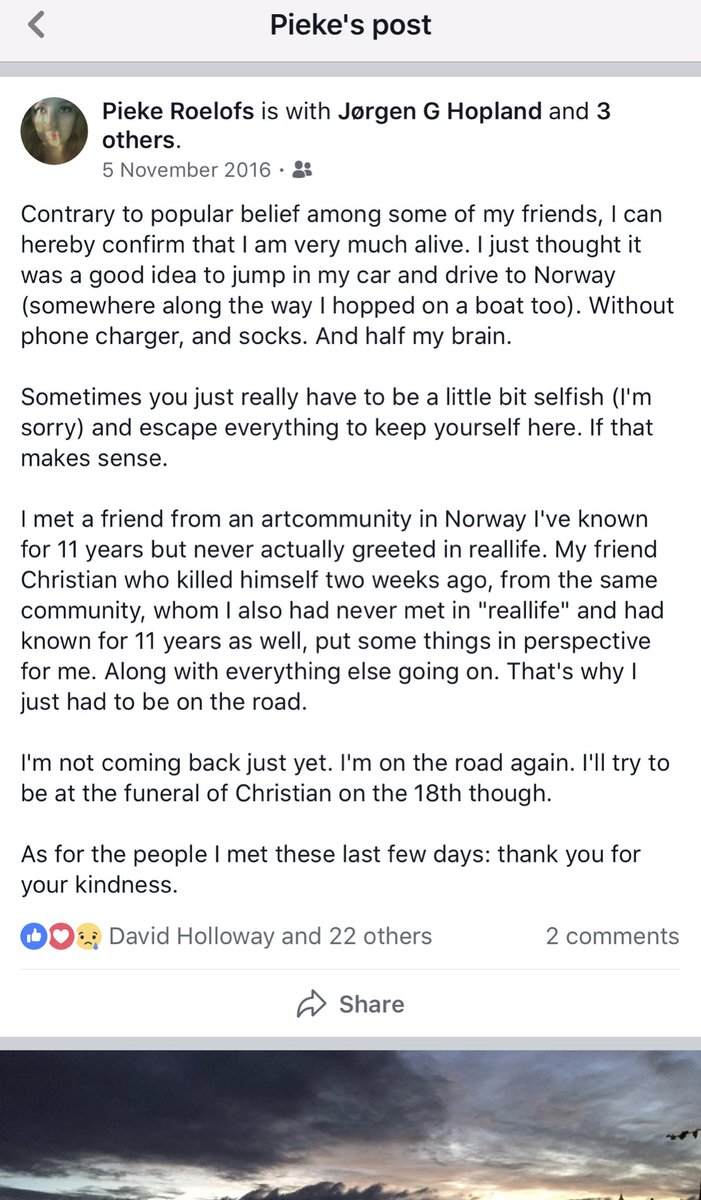 Pieke's post
Pieke Roelofs is with Jørgen G Hopland and 3
others.
5 November 2016 ·
Contrary to popular belief among some of my friends, I can
hereby confirm that I am very much alive. I just thought it
was a good idea to jump in my car and drive to Norway
(somewhere along the way I hopped on a boat too). Without
phone charger, and socks. And half my brain.
Sometimes you just really have to be a little bit selfish (I'm
sorry) and escape everything to keep yourself here. If that
makes sense.
I met a friend from an artcommunity in Norway I've known
for 11 years but never actually greeted in reallife. My friend
Christian who killed himself two weeks ago, from the same
community, whom I also had never met in "reallife" and had
known for 11 years as well, put some things in perspective
for me. Along with everything else going on. That's why I
just had to be on the road.
I'm not coming back just yet. I'm on the road again. I'll try to
be at the funeral of Christian on the 18th though.
As for the people I met these last few days: thank you for
your kindness.
David Holloway and 22 others 2 comments
Share